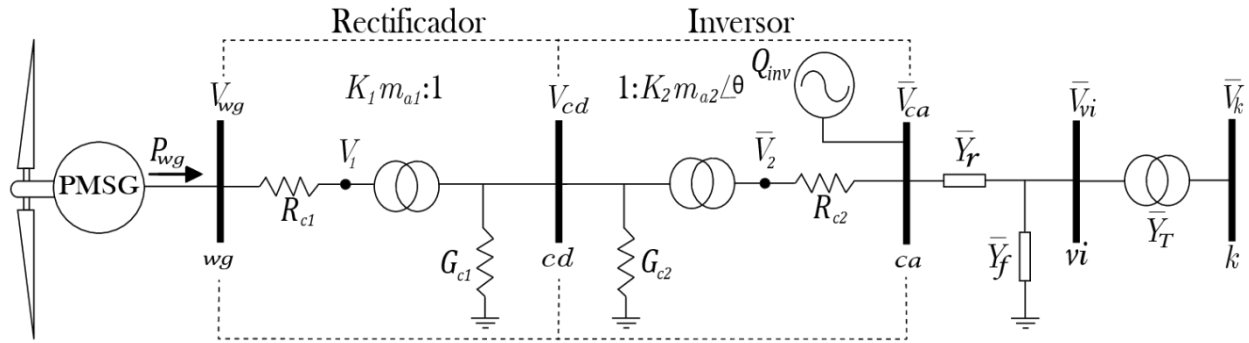 Rectificador Inversor
Q_inv
K_1 m_a1:1 1:K_2 m_a2∠θ
V_wg V_cd V̄_ca V̄_vi V̄_k
P_wg V_1 V̄_2 Ȳ_r
PMSG
R_c1 R_c2 Ȳ_T
G_c1 G_c2 Ȳ_f
wg cd ca vi k